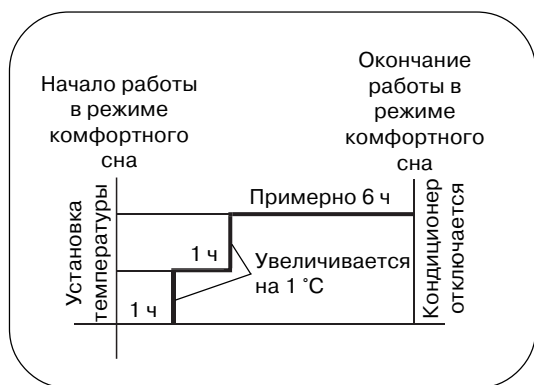 Начало работы
в режиме
комфортного
сна
Окончание
работы в
режиме
комфортного
сна
Установка
температуры
Примерно 6 ч
1 ч
Увеличивается
на 1 °C
1 ч
Кондиционер
отключается